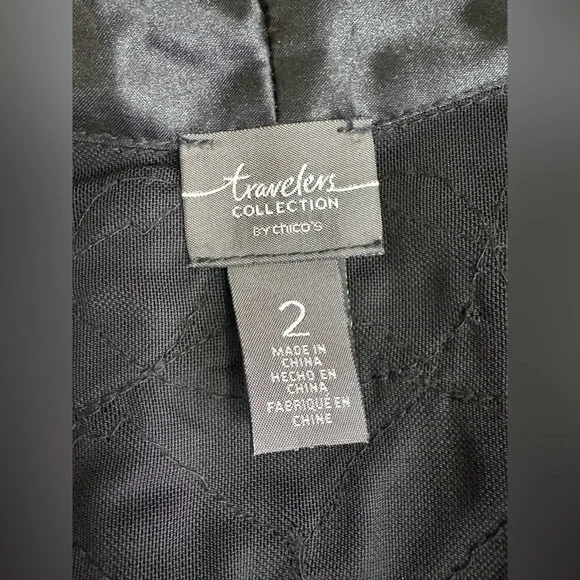 travelers
COLLECTION
BY chico's
2
MADE IN
CHINA
HECHO EN
CHINA
FABRIQUÉ EN
CHINE